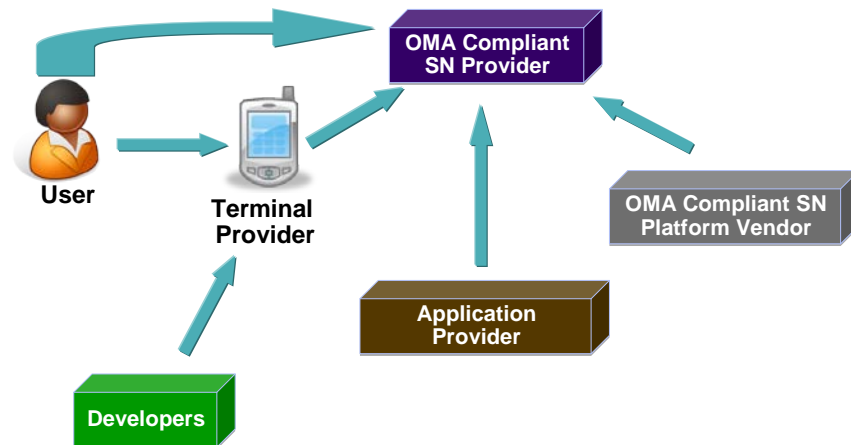 OMA Compliant
SN Provider
User
Terminal
Provider
OMA Compliant SN
Platform Vendor
Application
Provider
Developers